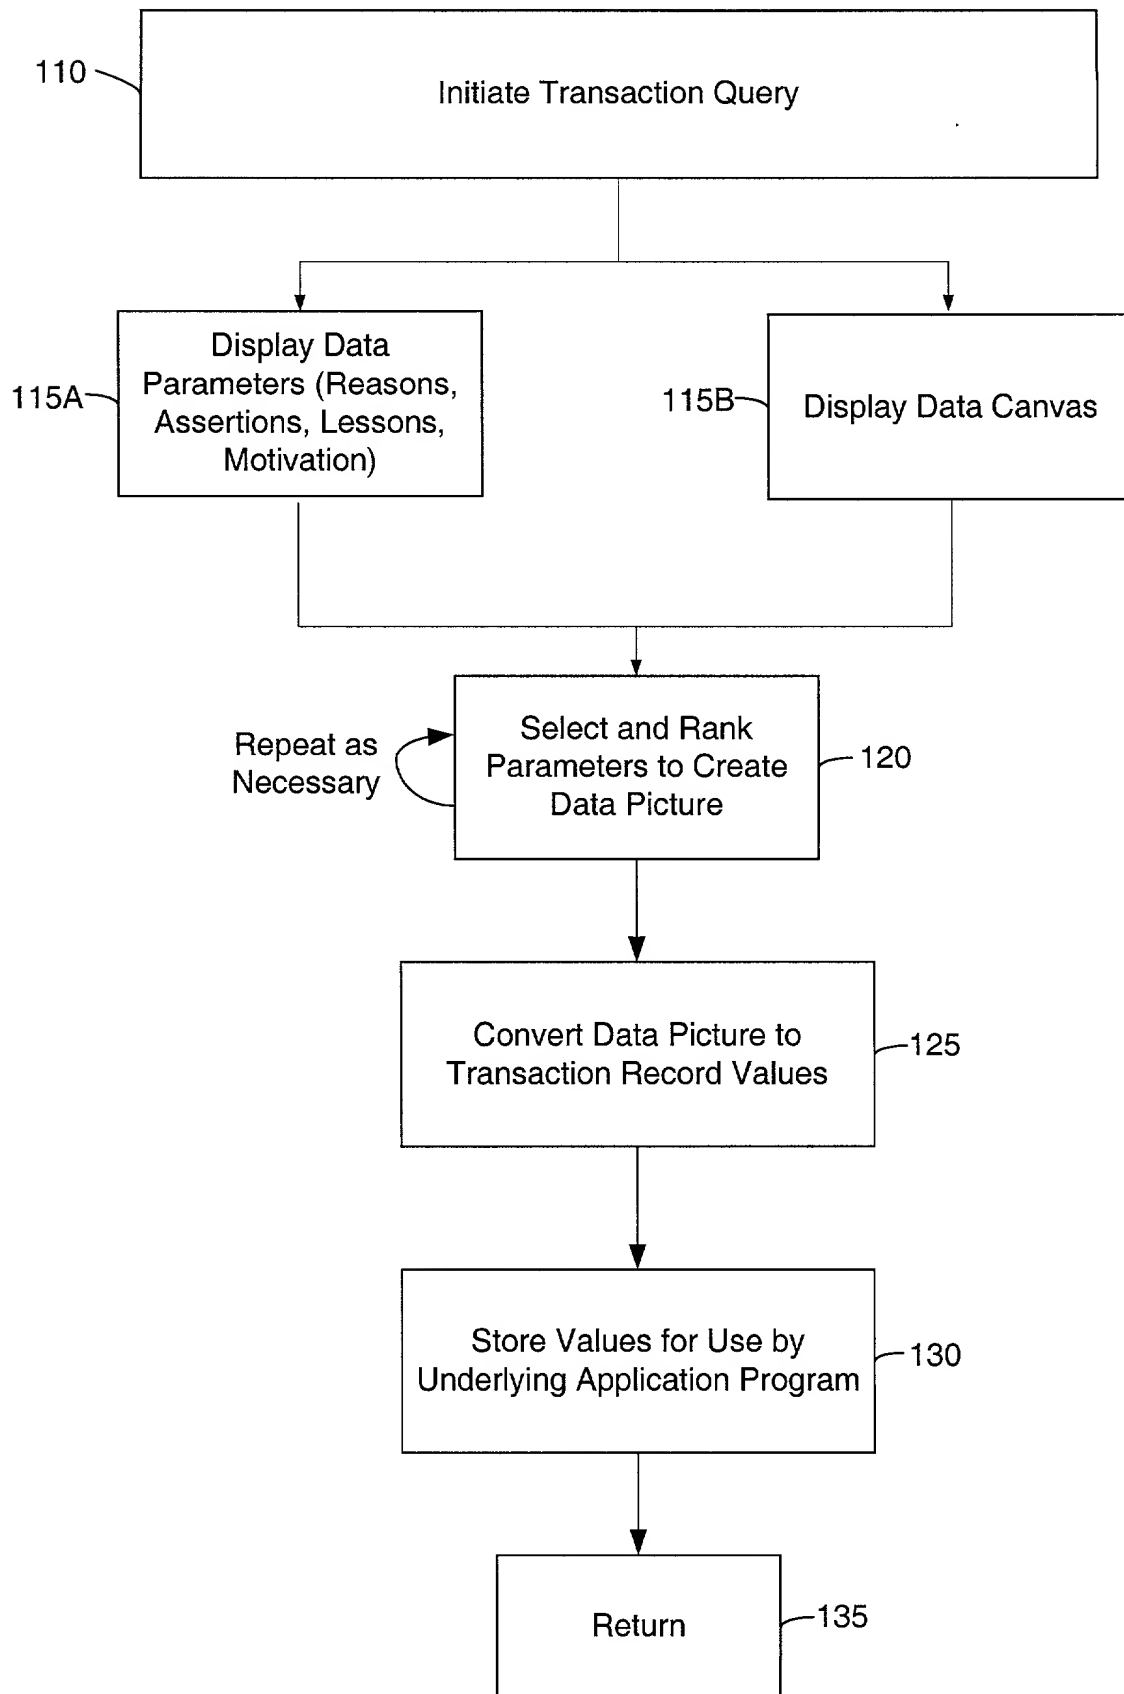 110
Initiate Transaction Query
115A
Display Data
Parameters (Reasons,
Assertions, Lessons,
Motivation)
115B
Display Data Canvas
Repeat as
Necessary
Select and Rank
Parameters to Create
Data Picture
120
Convert Data Picture to
Transaction Record Values
125
Store Values for Use by
Underlying Application Program
130
Return
135